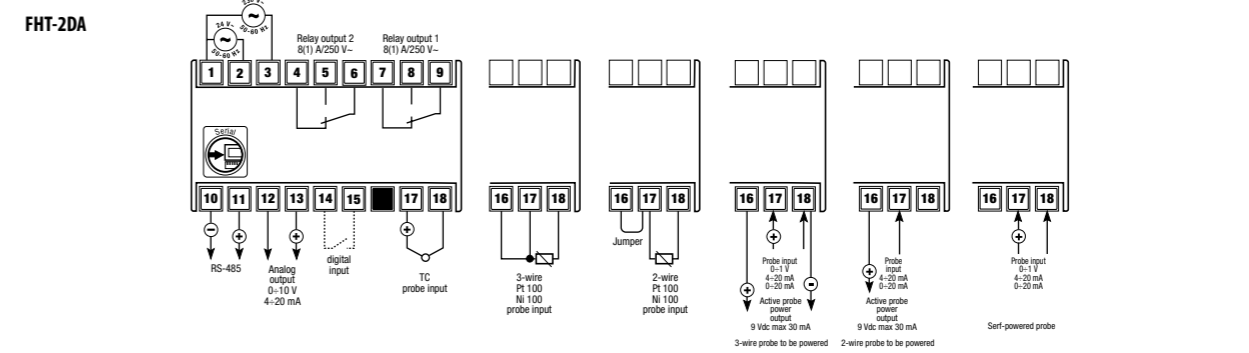 FHT-2DA
230 V~
50-60 Hz
24 V~
50-60 Hz
Relay output 2
8(1) A/250 V~
Relay output 1
8(1) A/250 V~
1 2 3 4 5 6 7 8 9
Serial
10 11 12 13 14 15 17 18
RS-485
Analog
output
0÷10 V
4÷20 mA
digital
input
TC
probe input
16 17 18
3-wire
Pt 100
Ni 100
probe input
16 17 18
Jumper
2-wire
Pt 100
Ni 100
probe input
16 17 18
Probe input
0÷1 V
4÷20 mA
0÷20 mA
Active probe
power
output
9 Vdc max 30 mA
3-wire probe to be powered
16 17 18
Probe
input
4÷20 mA
0÷20 mA
Active probe
power
output
9 Vdc max 30 mA
2-wire probe to be powered
16 17 18
Probe input
0÷1 V
4÷20 mA
0÷20 mA
Serf-powered probe